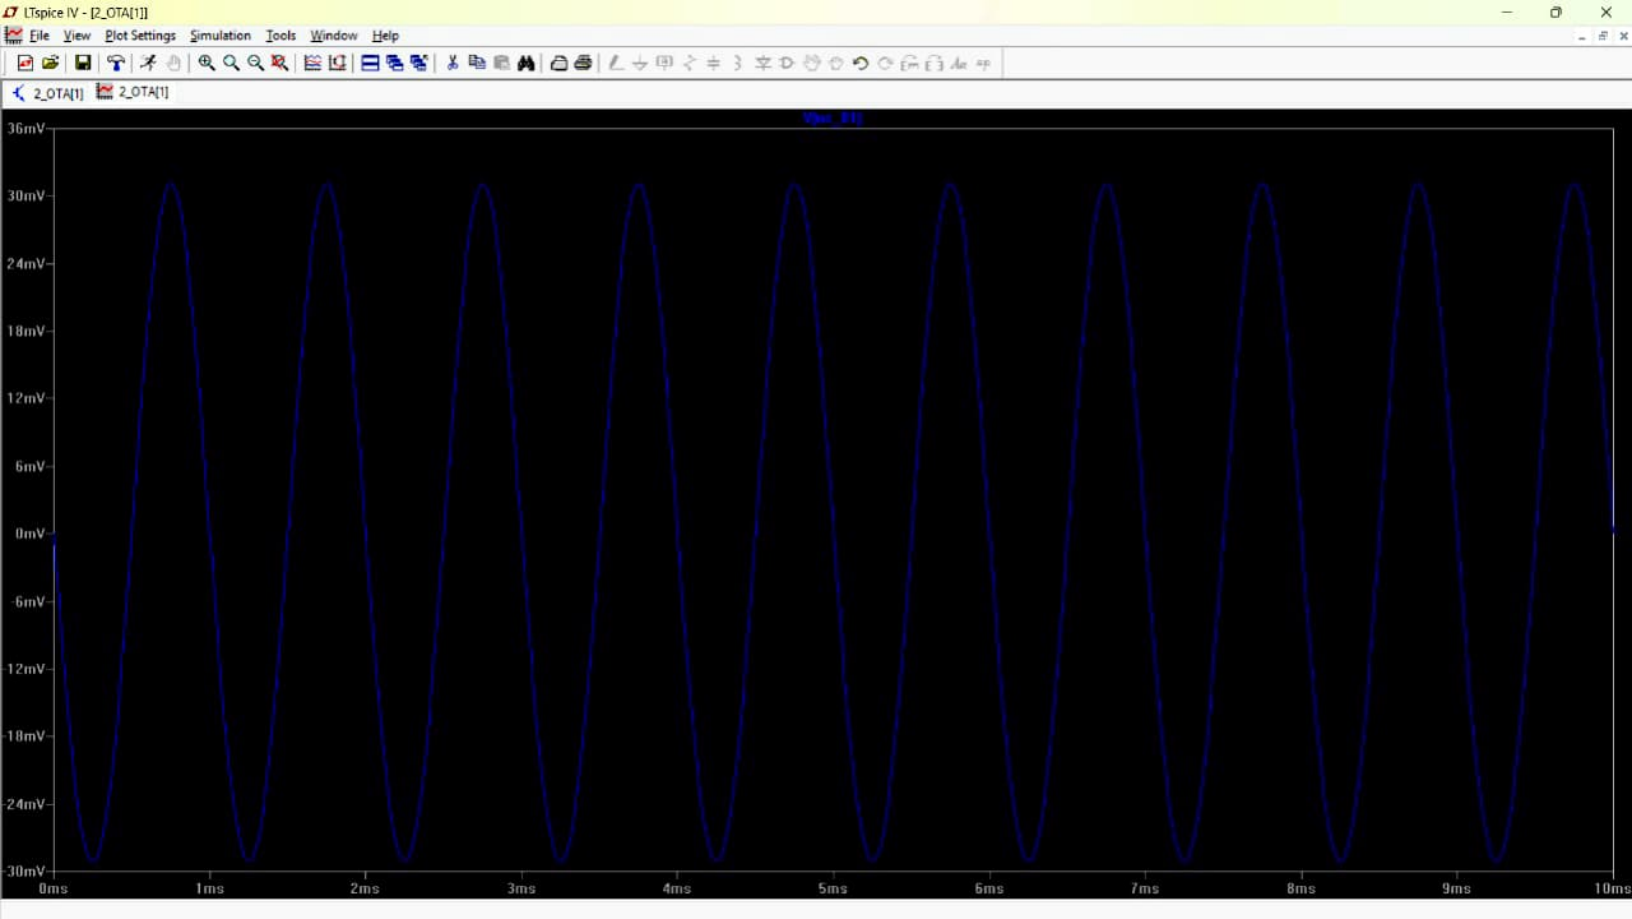 LTspice IV - [2_OTA[1]]
File View Plot Settings Simulation Tools Window Help
2_OTA[1] 2_OTA[1]
36mV
30mV
24mV
18mV
12mV
6mV
0mV
-6mV
-12mV
-18mV
-24mV
-30mV
0ms 1ms 2ms 3ms 4ms 5ms 6ms 7ms 8ms 9ms 10ms